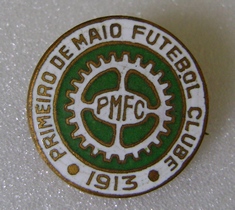 PRIMEIRO DE MAIO FUTEBOL CLUBE
PMFC
1913